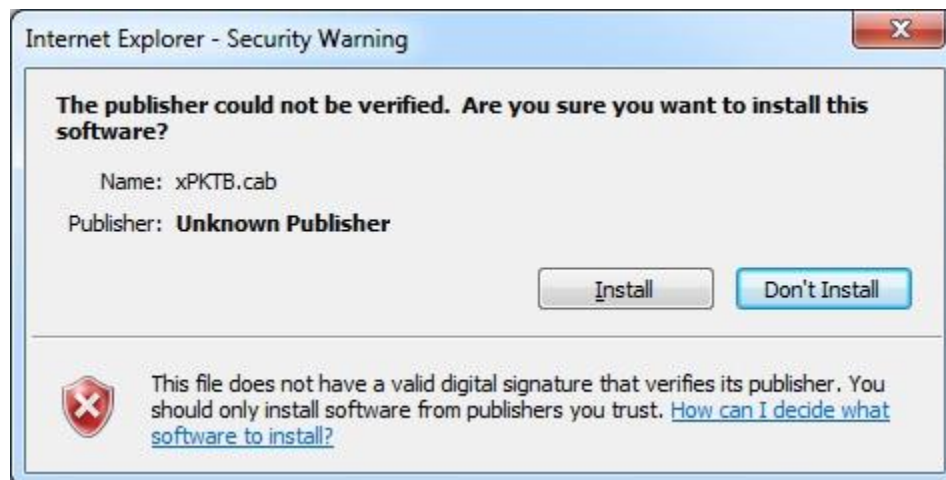 Internet Explorer - Security Warning
The publisher could not be verified. Are you sure you want to install this
software?
Name: xPKTB.cab
Publisher: Unknown Publisher
Install Don't Install
This file does not have a valid digital signature that verifies its publisher. You
should only install software from publishers you trust. How can I decide what
software to install?